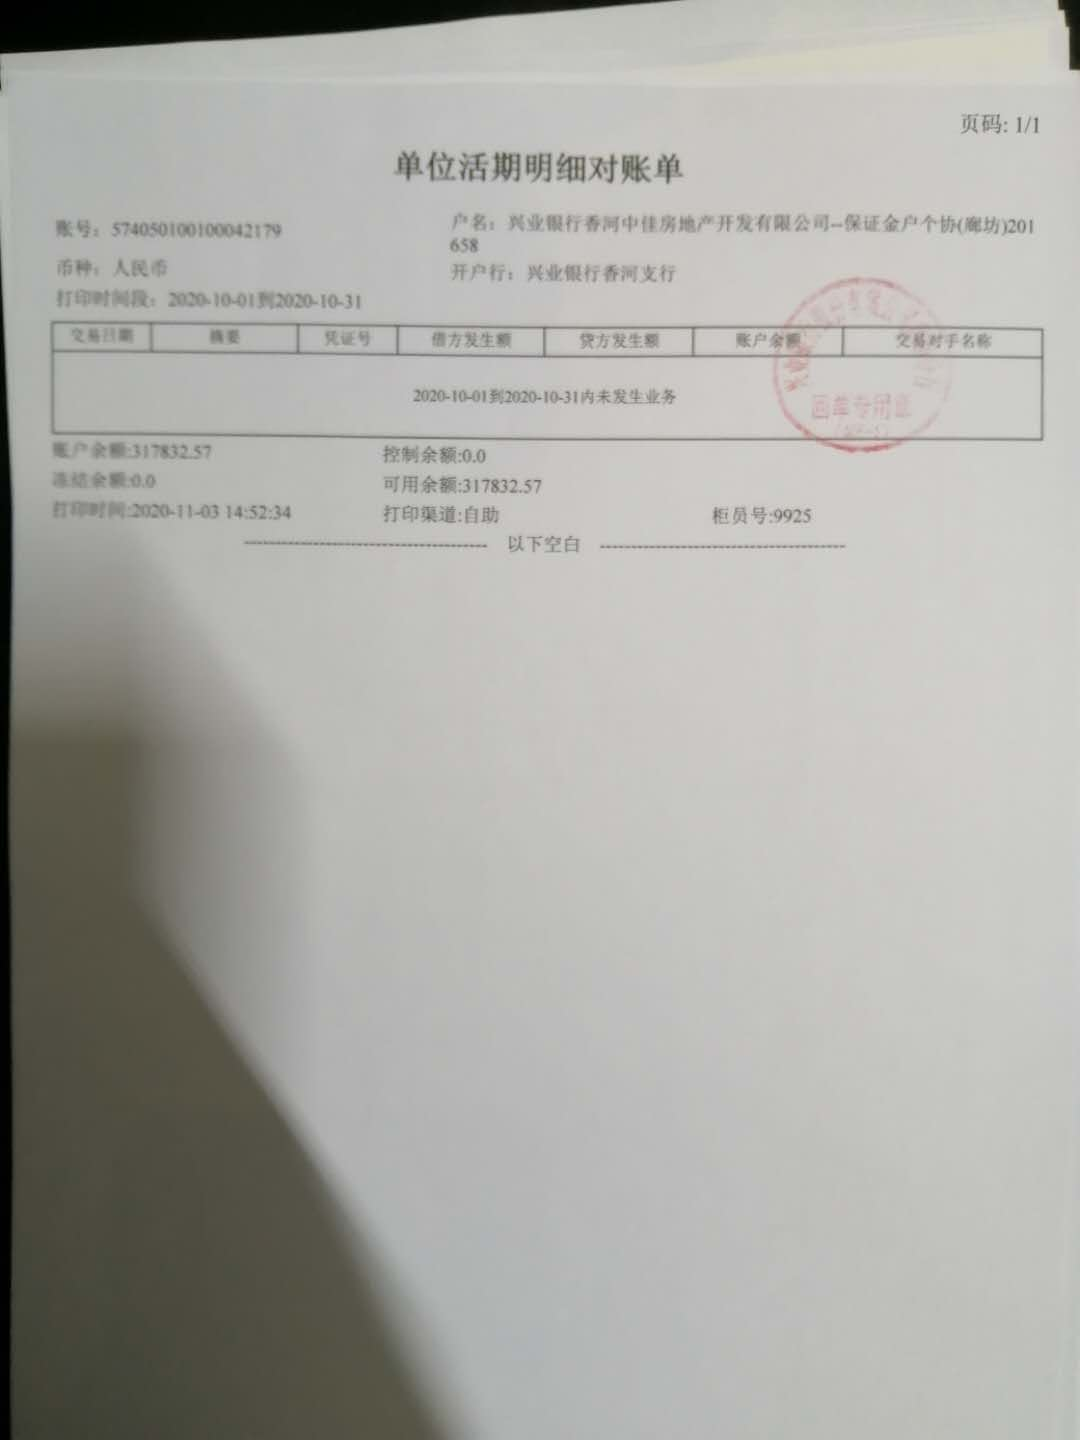 页码: 1/1
单位活期明细对账单
账号: 574050100100042179
户名: 兴业银行香河中佳房地产开发有限公司--保证金户个协(廊坊)201
658
币种: 人民币
开户行: 兴业银行香河支行
打印时间段: 2020-10-01到2020-10-31
交易日期 摘要 凭证号 借方发生额 贷方发生额 账户余额 交易对手名称
2020-10-01到2020-10-31内未发生业务
回单专用章
账户余额:317832.57 控制余额:0.0
冻结余额:0.0 可用余额:317832.57
打印时间:2020-11-03 14:52:34 打印渠道:自助 柜员号:9925
---------------------------------------- 以下空白 ----------------------------------------